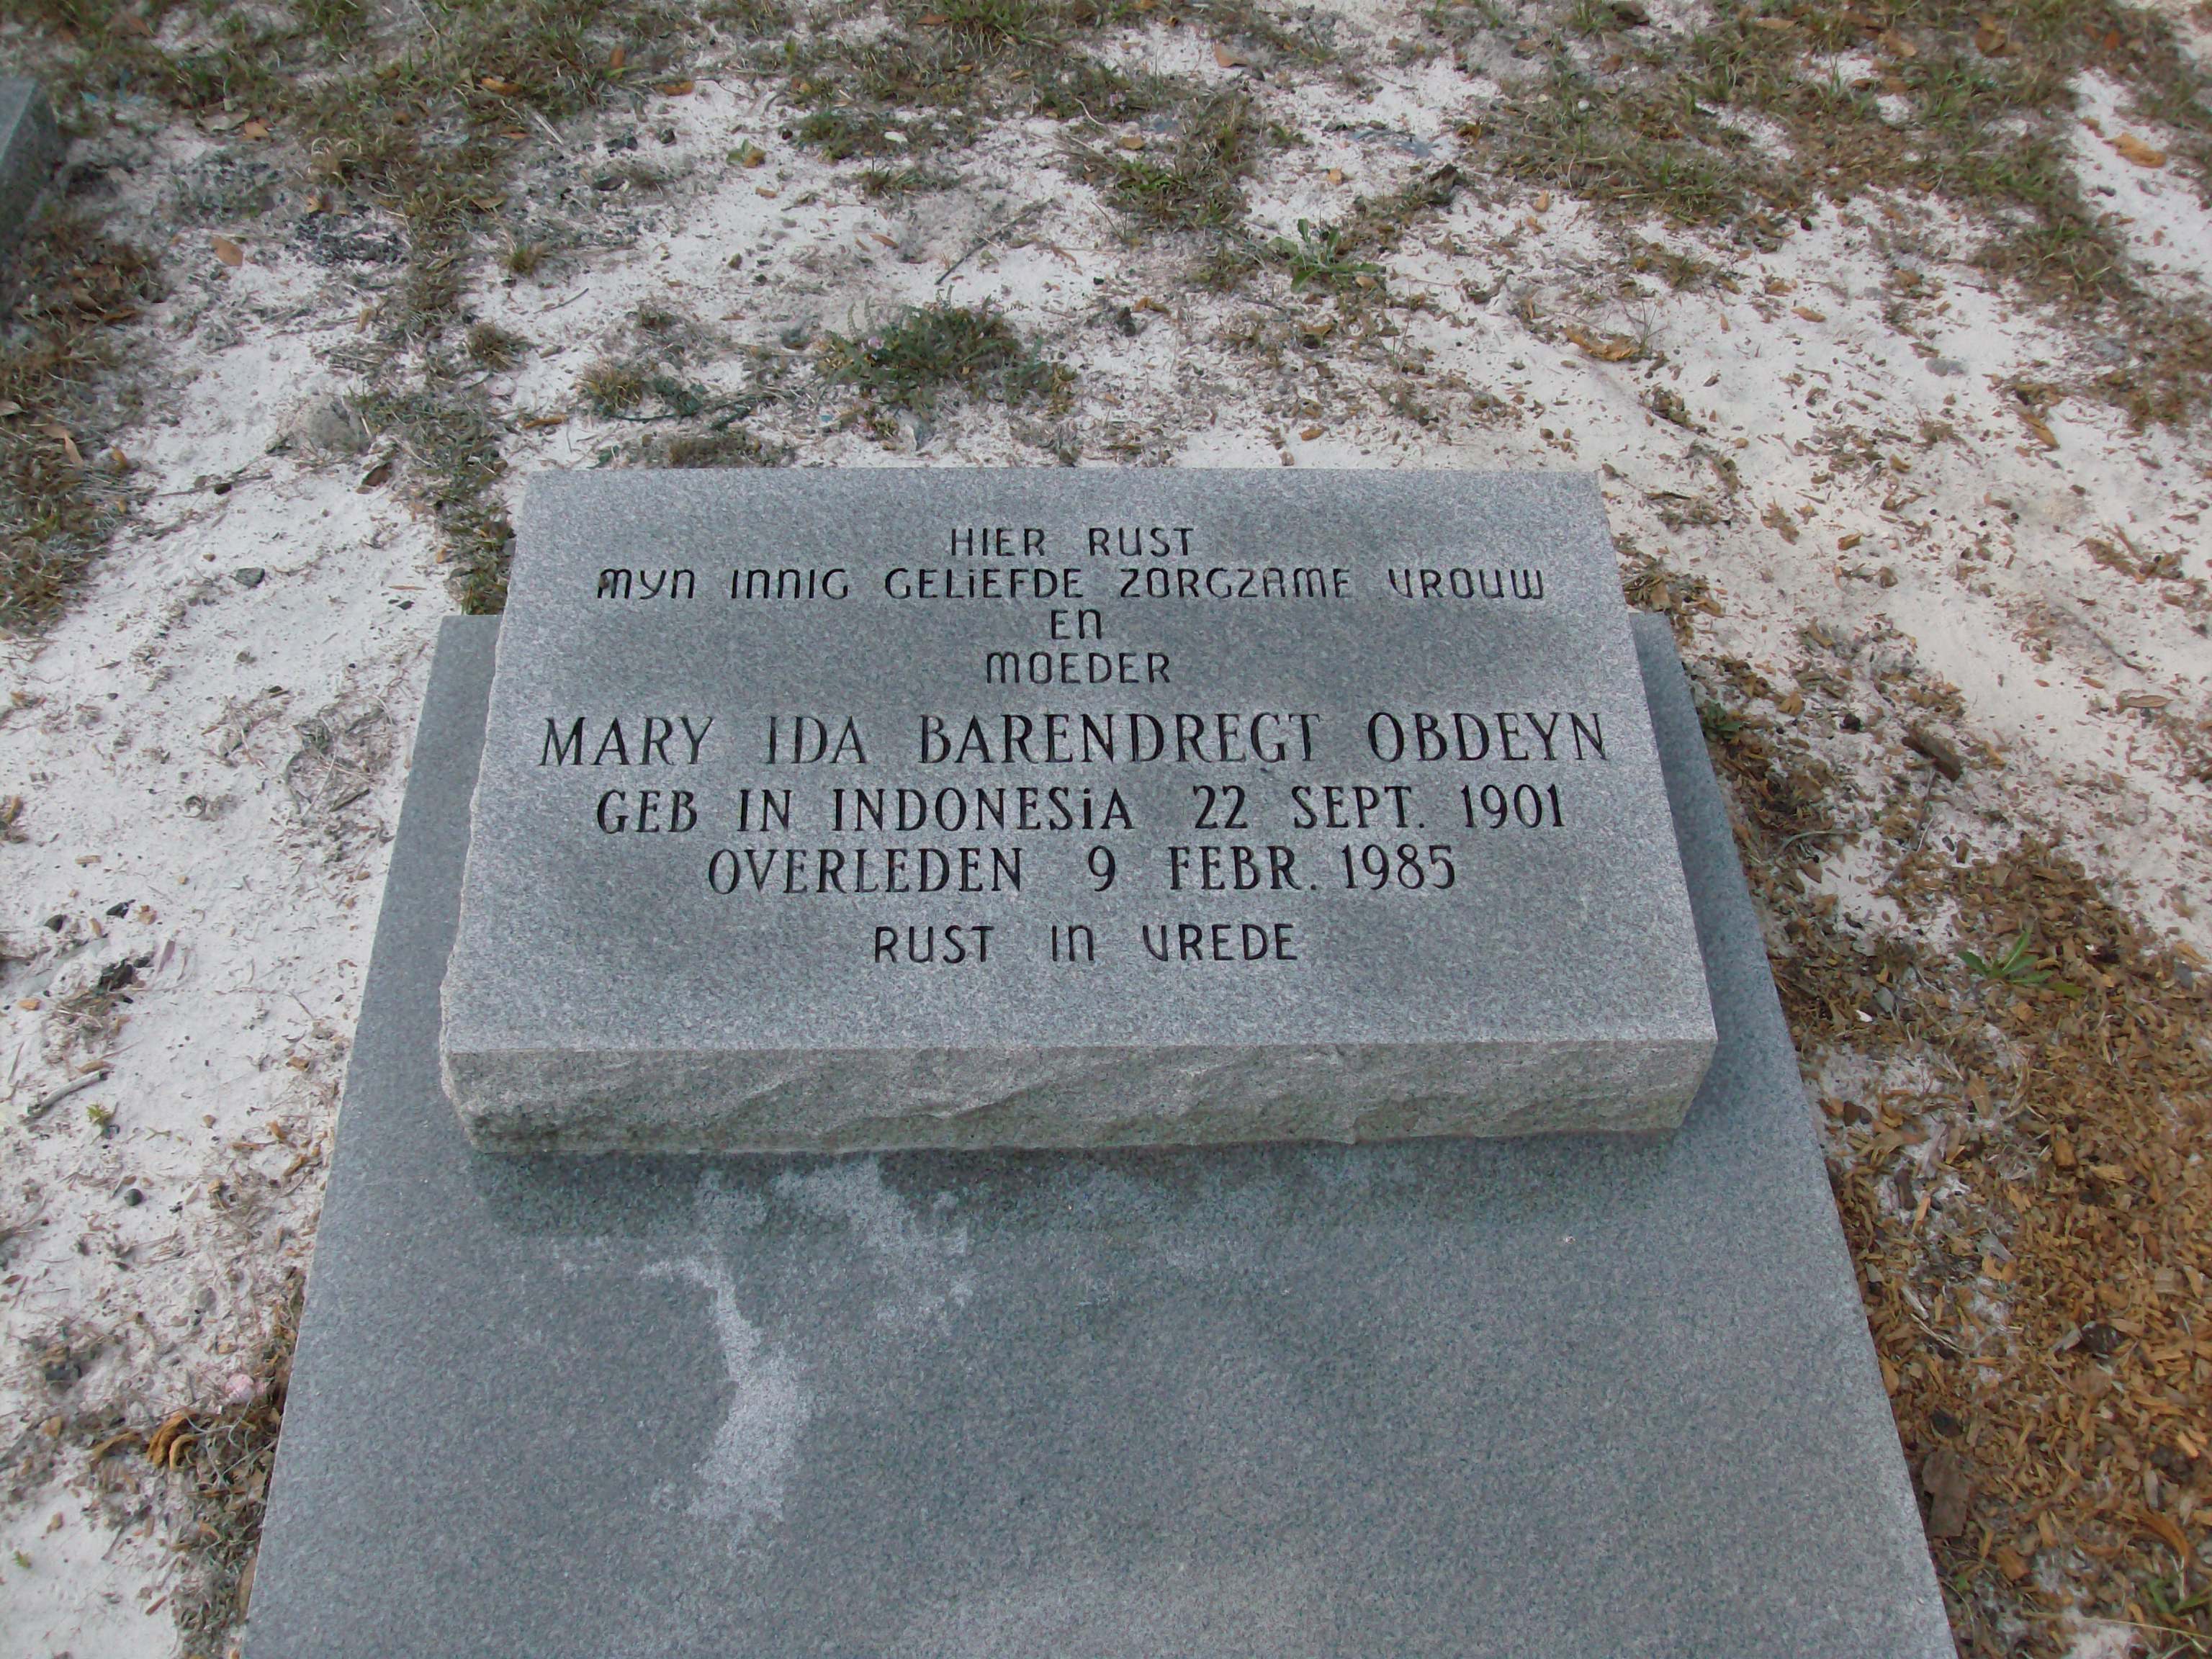 HIER RUST
MYN INNIG GELiEFDE ZORGZAME VROUW
EN
MOEDER
MARY IDA BARENDREGT OBDEYN
GEB IN INDONESiA 22 SEPT. 1901
OVERLEDEN 9 FEBR. 1985
RUST IN VREDE